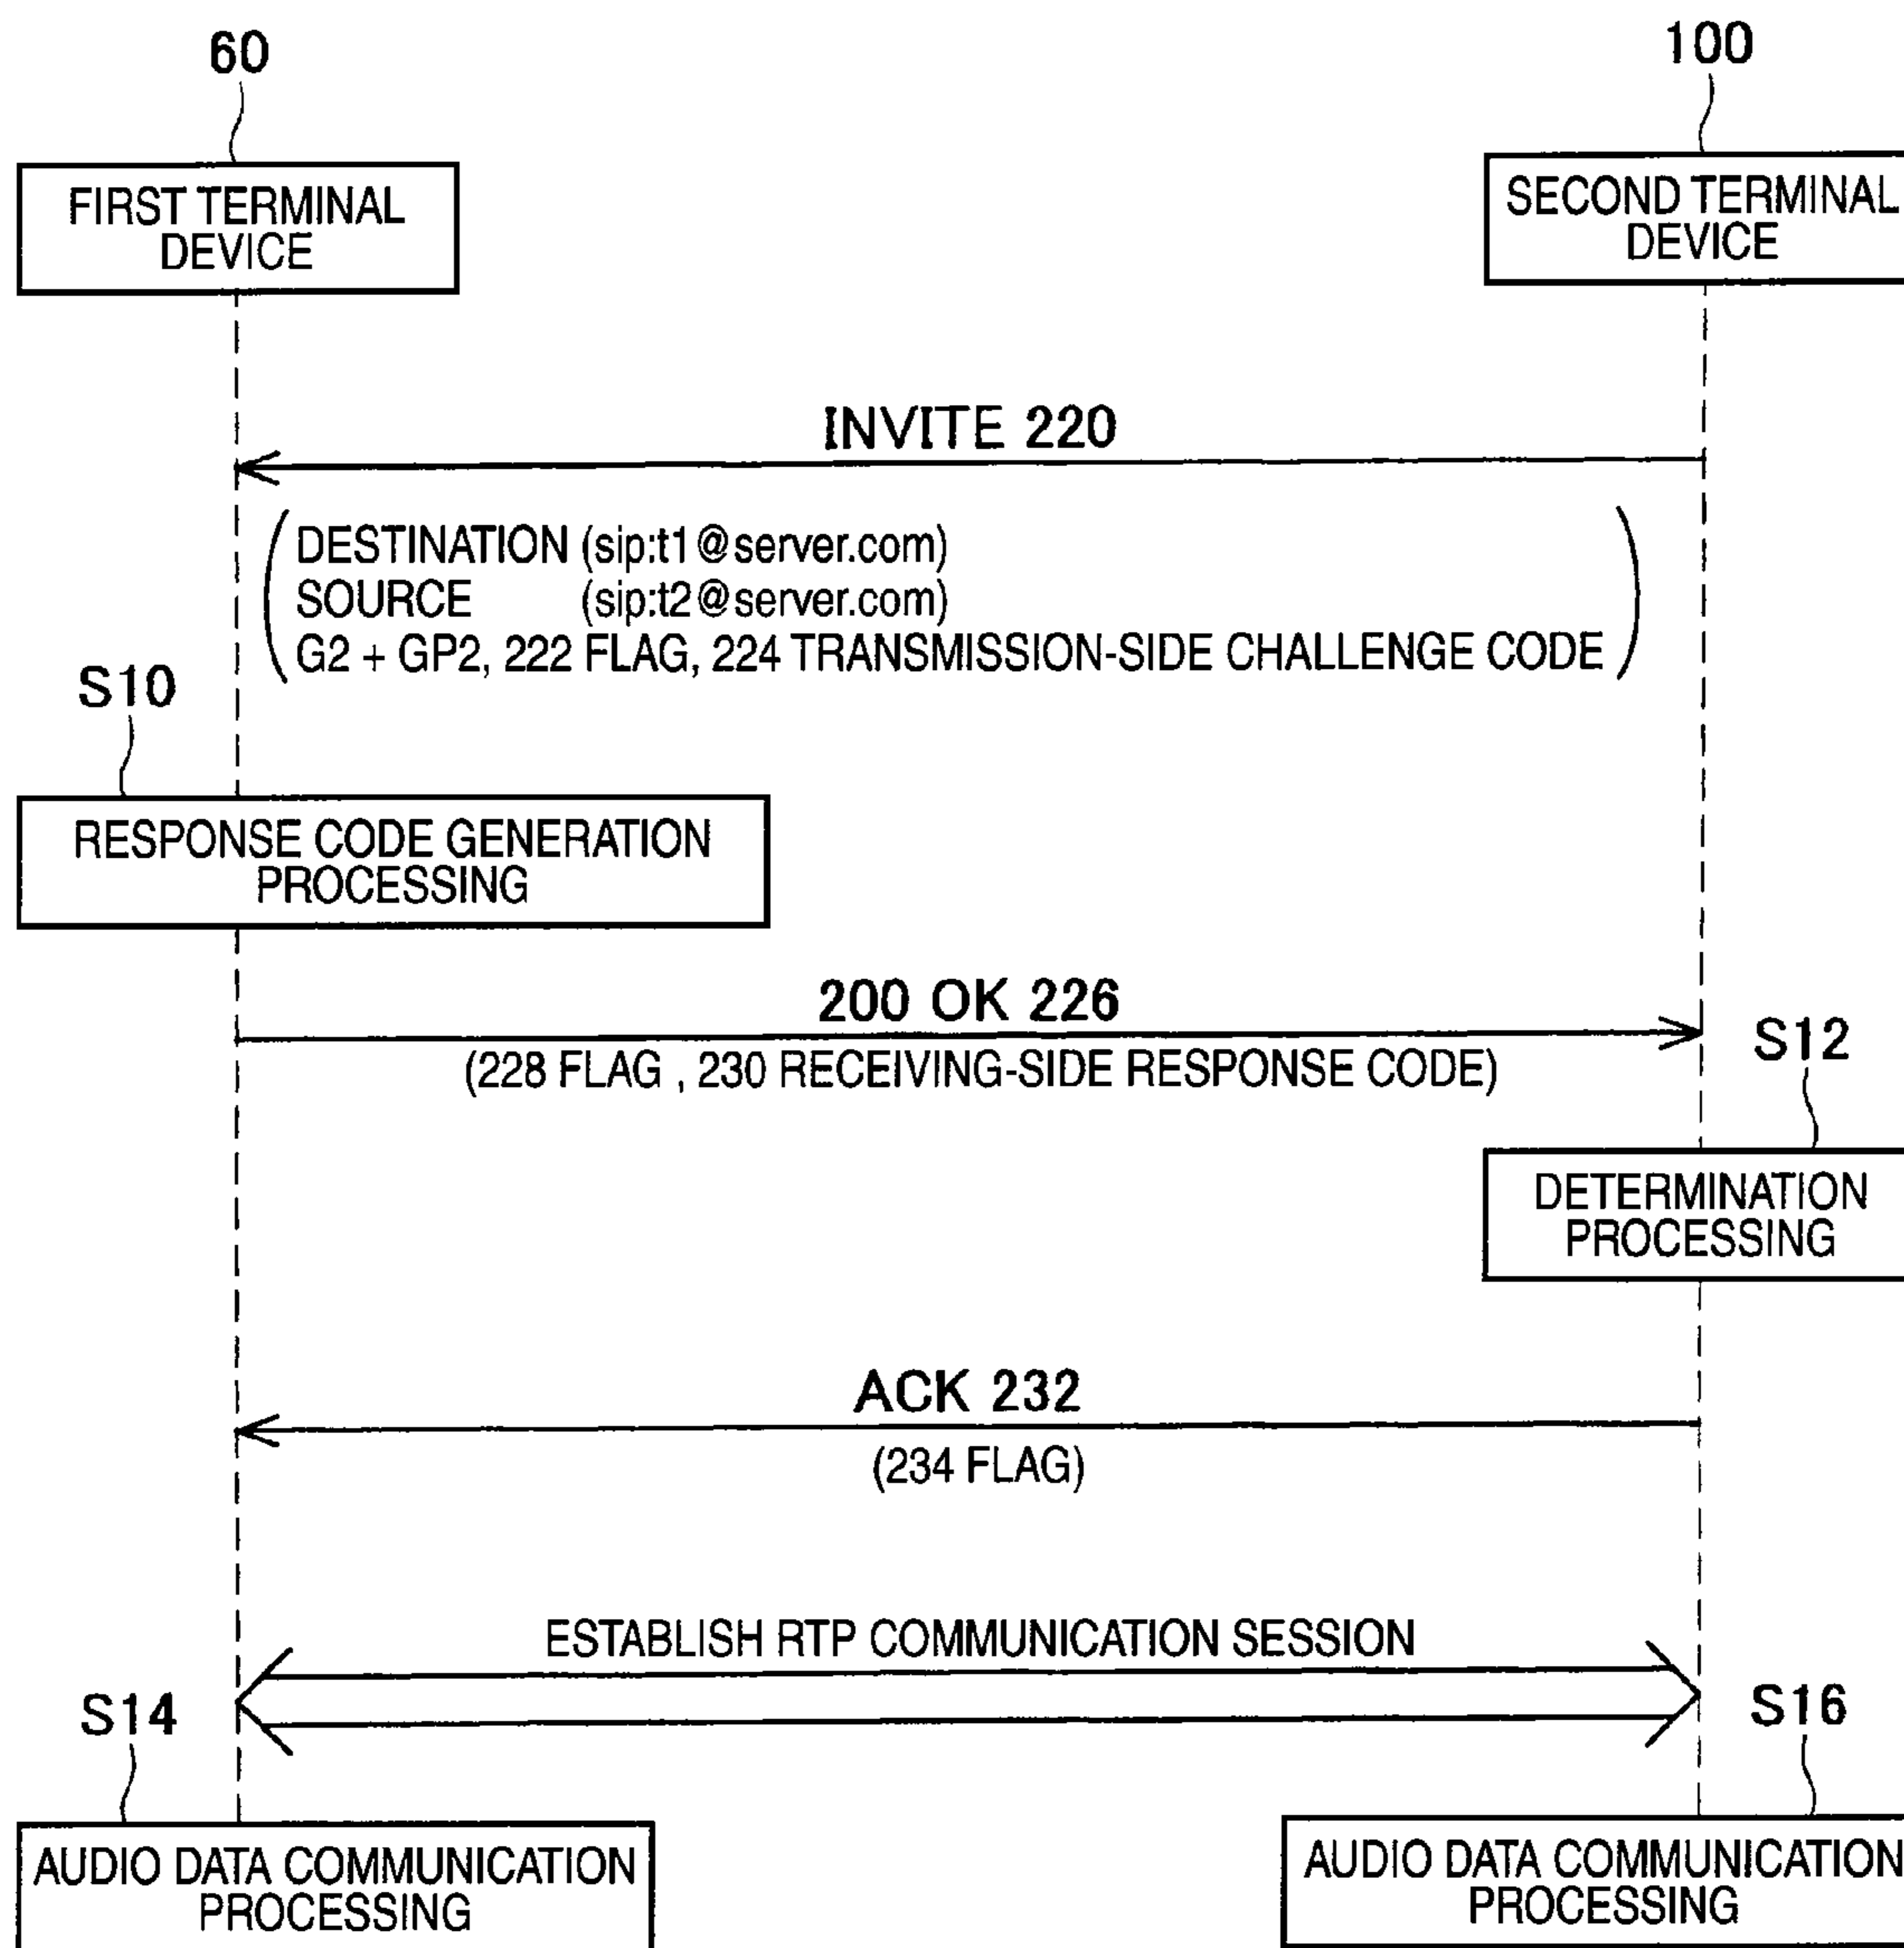 60
100
FIRST TERMINAL
DEVICE
SECOND TERMINAL
DEVICE
INVITE 220
DESTINATION (sip:t1@server.com)
SOURCE (sip:t2@server.com)
G2 + GP2, 222 FLAG, 224 TRANSMISSION-SIDE CHALLENGE CODE
S10
RESPONSE CODE GENERATION
PROCESSING
200 OK 226
(228 FLAG , 230 RECEIVING-SIDE RESPONSE CODE)
S12
DETERMINATION
PROCESSING
ACK 232
(234 FLAG)
ESTABLISH RTP COMMUNICATION SESSION
S14
S16
AUDIO DATA COMMUNICATION
PROCESSING
AUDIO DATA COMMUNICATION
PROCESSING